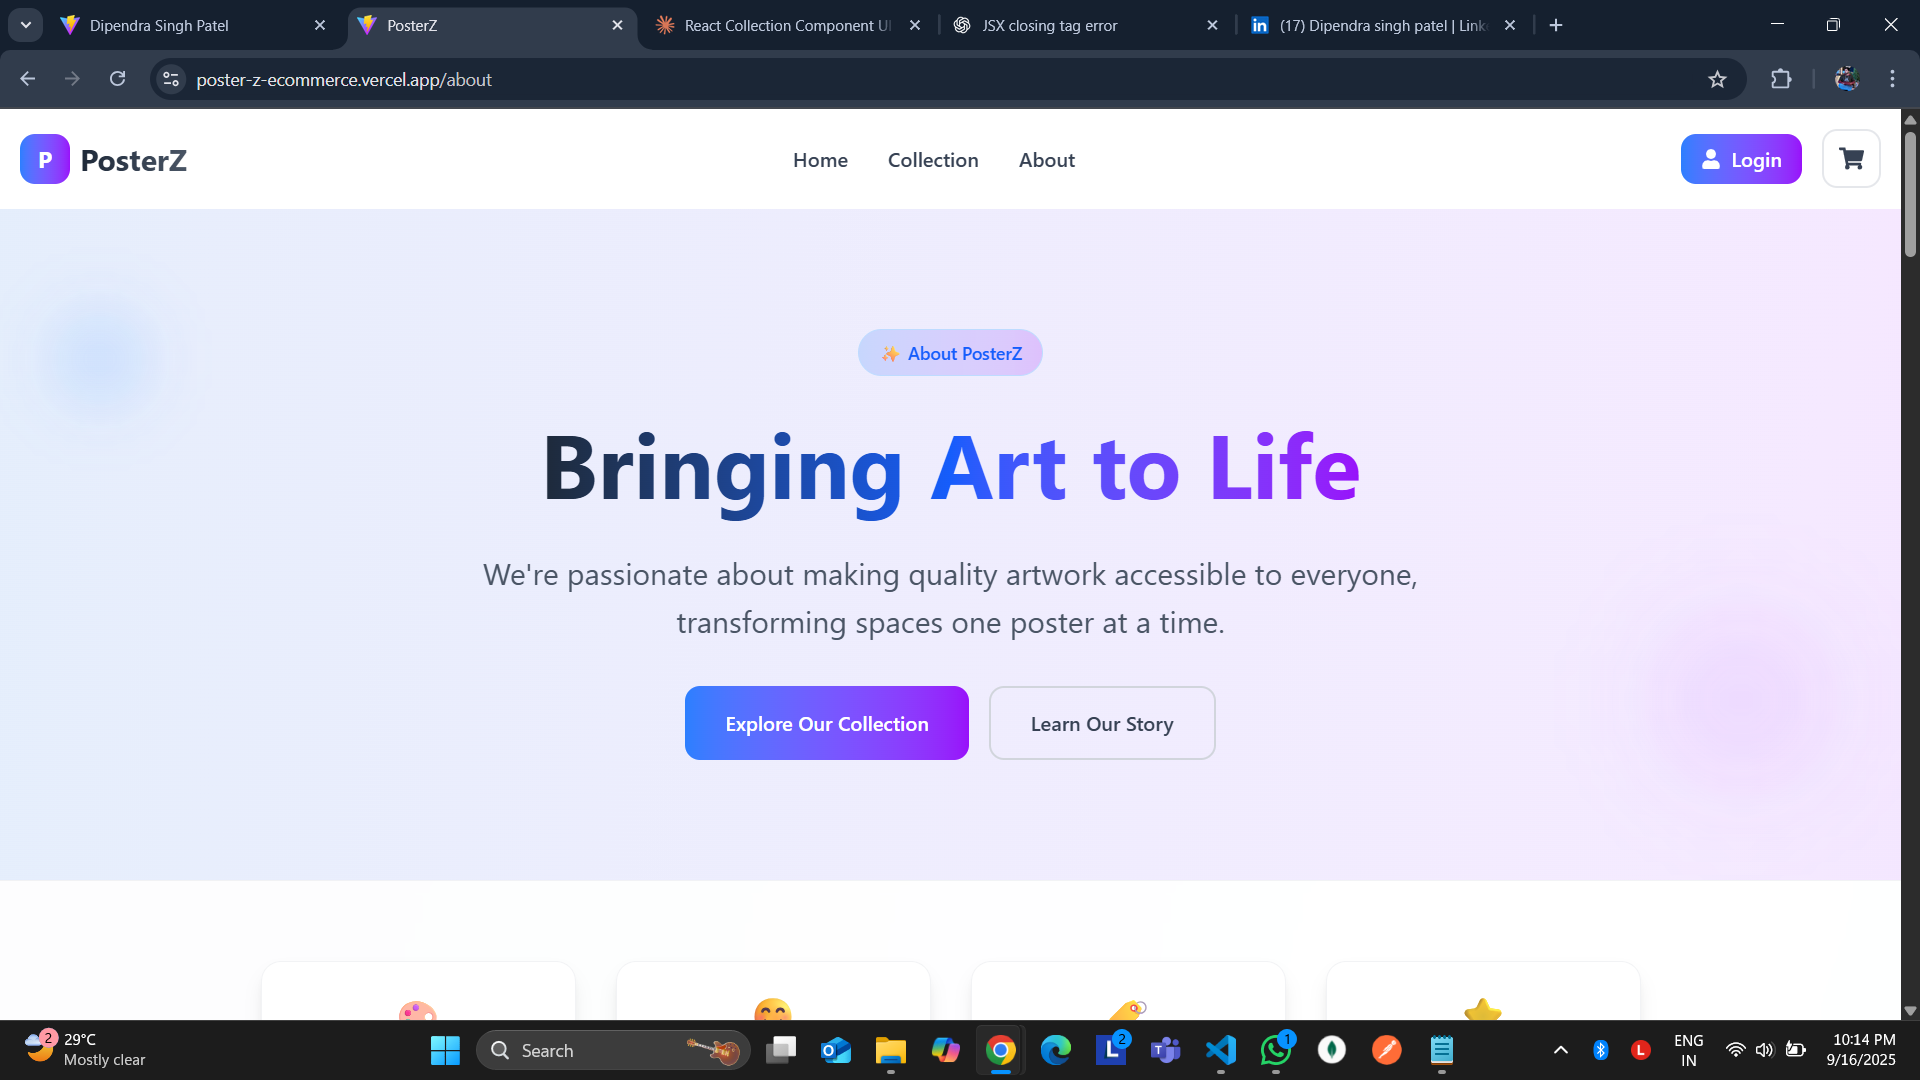 Dipendra Singh Patel
PosterZ
React Collection Component UI
JSX closing tag error
in (17) Dipendra singh patel | Link
poster-z-ecommerce.vercel.app/about
P PosterZ
Home
Collection
About
Login
✨ About PosterZ
Bringing Art to Life
We're passionate about making quality artwork accessible to everyone,
transforming spaces one poster at a time.
Explore Our Collection
Learn Our Story
2
29°C
Mostly clear
Search
L 2
1
L
ENG
IN
10:14 PM
9/16/2025